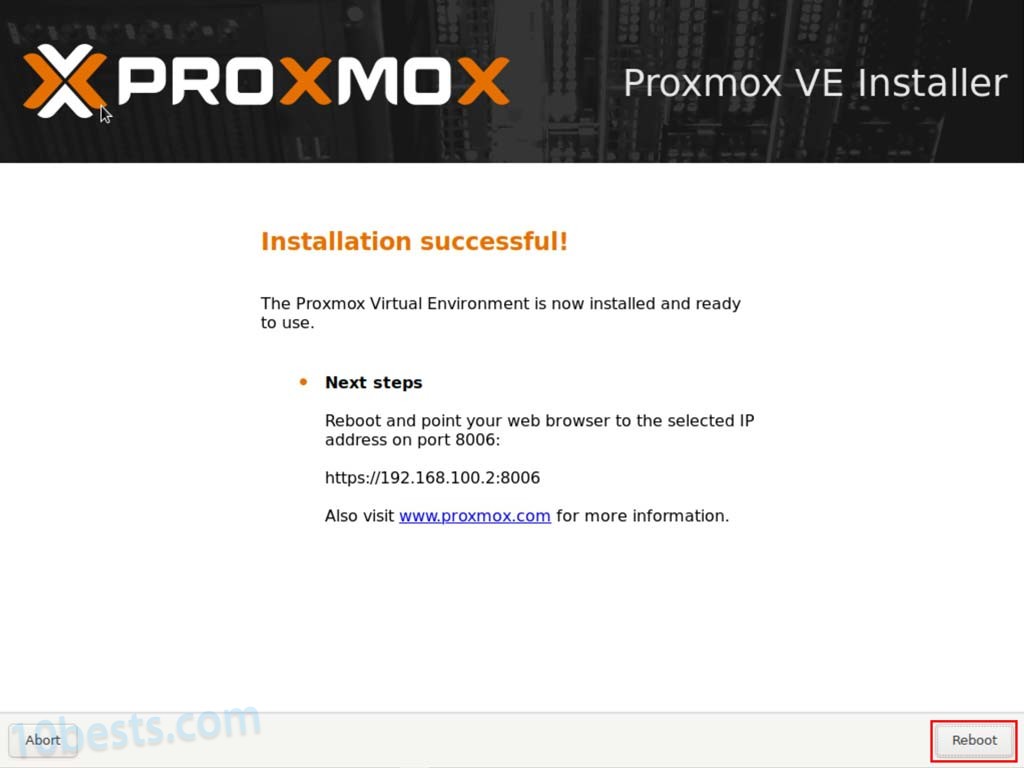 PROXMOX
Proxmox VE Installer
Installation successful!
The Proxmox Virtual Environment is now installed and ready
to use.
Next steps
Reboot and point your web browser to the selected IP
address on port 8006:
https://192.168.100.2:8006
Also visit www.proxmox.com for more information.
10bests.com
Abort
Reboot